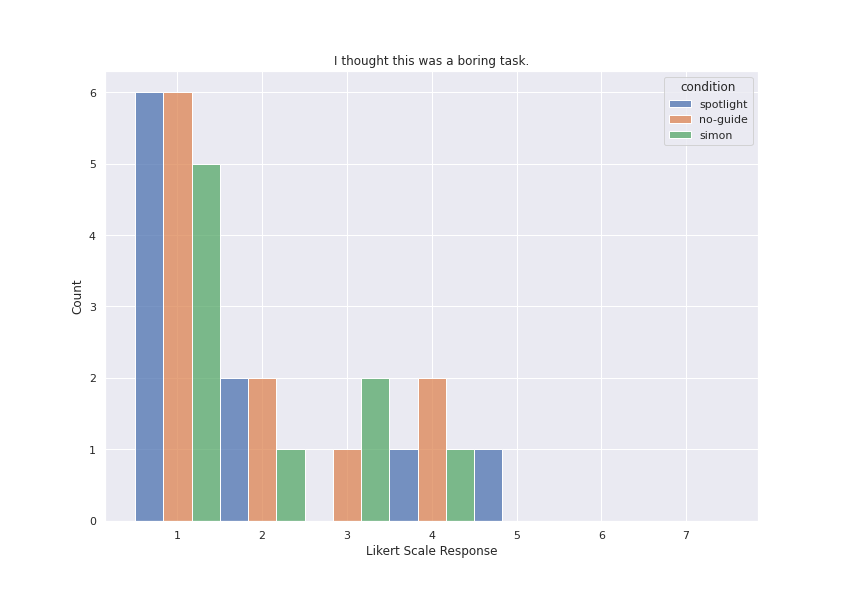 I thought this was a boring task.
condition
spotlight
no-guide
simon
6
5
4
3
2
1
0
Count
1 2 3 4 5 6 7
Likert Scale Response